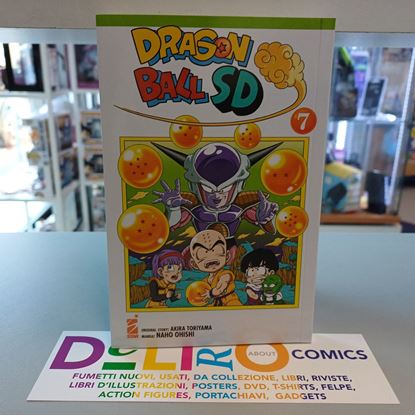 DRAGON
BALL SD
7
STAR
ORIGINAL STORY: AKIRA TORIYAMA
MANGA: NAHO OHISHI
DELIRIO
ABOUT
COMICS
FUMETTI NUOVI, USATI, DA COLLEZIONE, LIBRI, RIVISTE,
LIBRI D'ILLUSTRAZIONI, POSTERS, DVD, T-SHIRTS, FELPE,
ACTION FIGURES, PORTACHIAVI, GADGETS